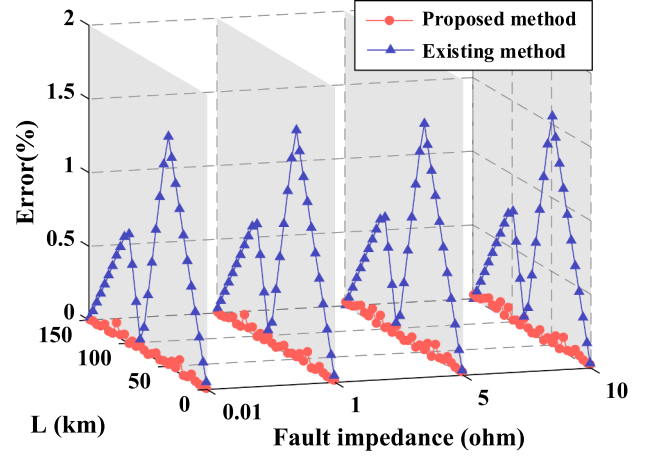 Proposed method
Existing method
2
1.5
1
0.5
0
Error(%)
150
100
50
0
L (km)
0.01
1
5
10
Fault impedance (ohm)